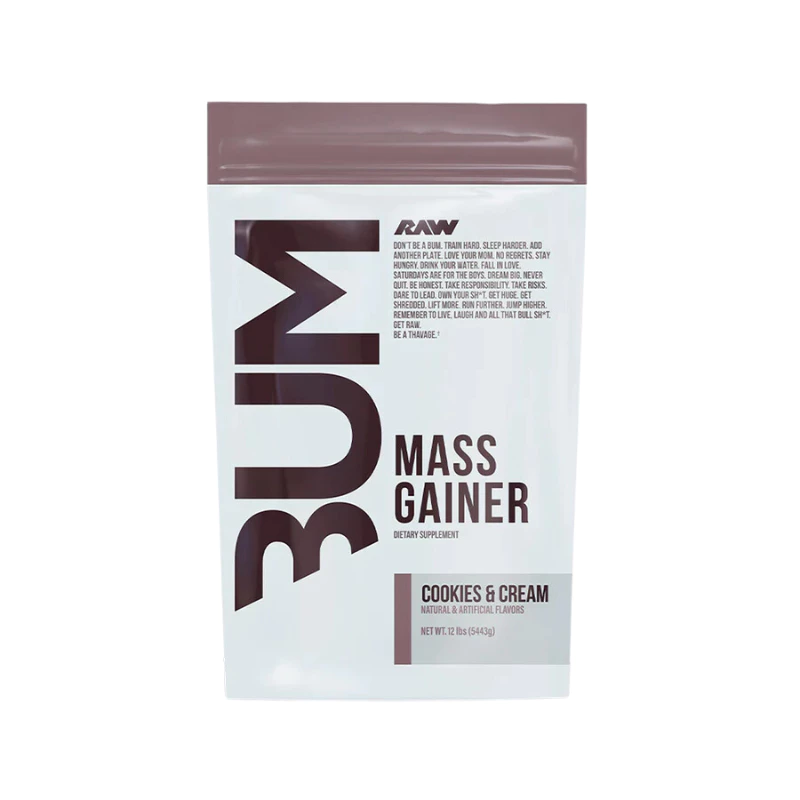 BUM
RAW
DON'T BE A BUM. TRAIN HARD. SLEEP HARDER. ADD
ANOTHER PLATE. LOVE YOUR MOM. NO REGRETS. STAY
HUNGRY. DRINK YOUR WATER. FALL IN LOVE.
SATURDAYS ARE FOR THE BOYS. DREAM BIG. NEVER
QUIT. BE HONEST. TAKE RESPONSIBILITY. TAKE RISKS.
DARE TO LEAD. OWN YOUR SH*T. GET HUGE. GET
SHREDDED. LIFT MORE. RUN FURTHER. JUMP HIGHER.
REMEMBER TO LIVE, LAUGH AND ALL THAT BULL SH*T.
GET RAW.
BE A THAVAGE.
MASS
GAINER
DIETARY SUPPLEMENT
COOKIES & CREAM
NATURAL & ARTIFICIAL FLAVORS
NET WT. 12 lbs (5443g)